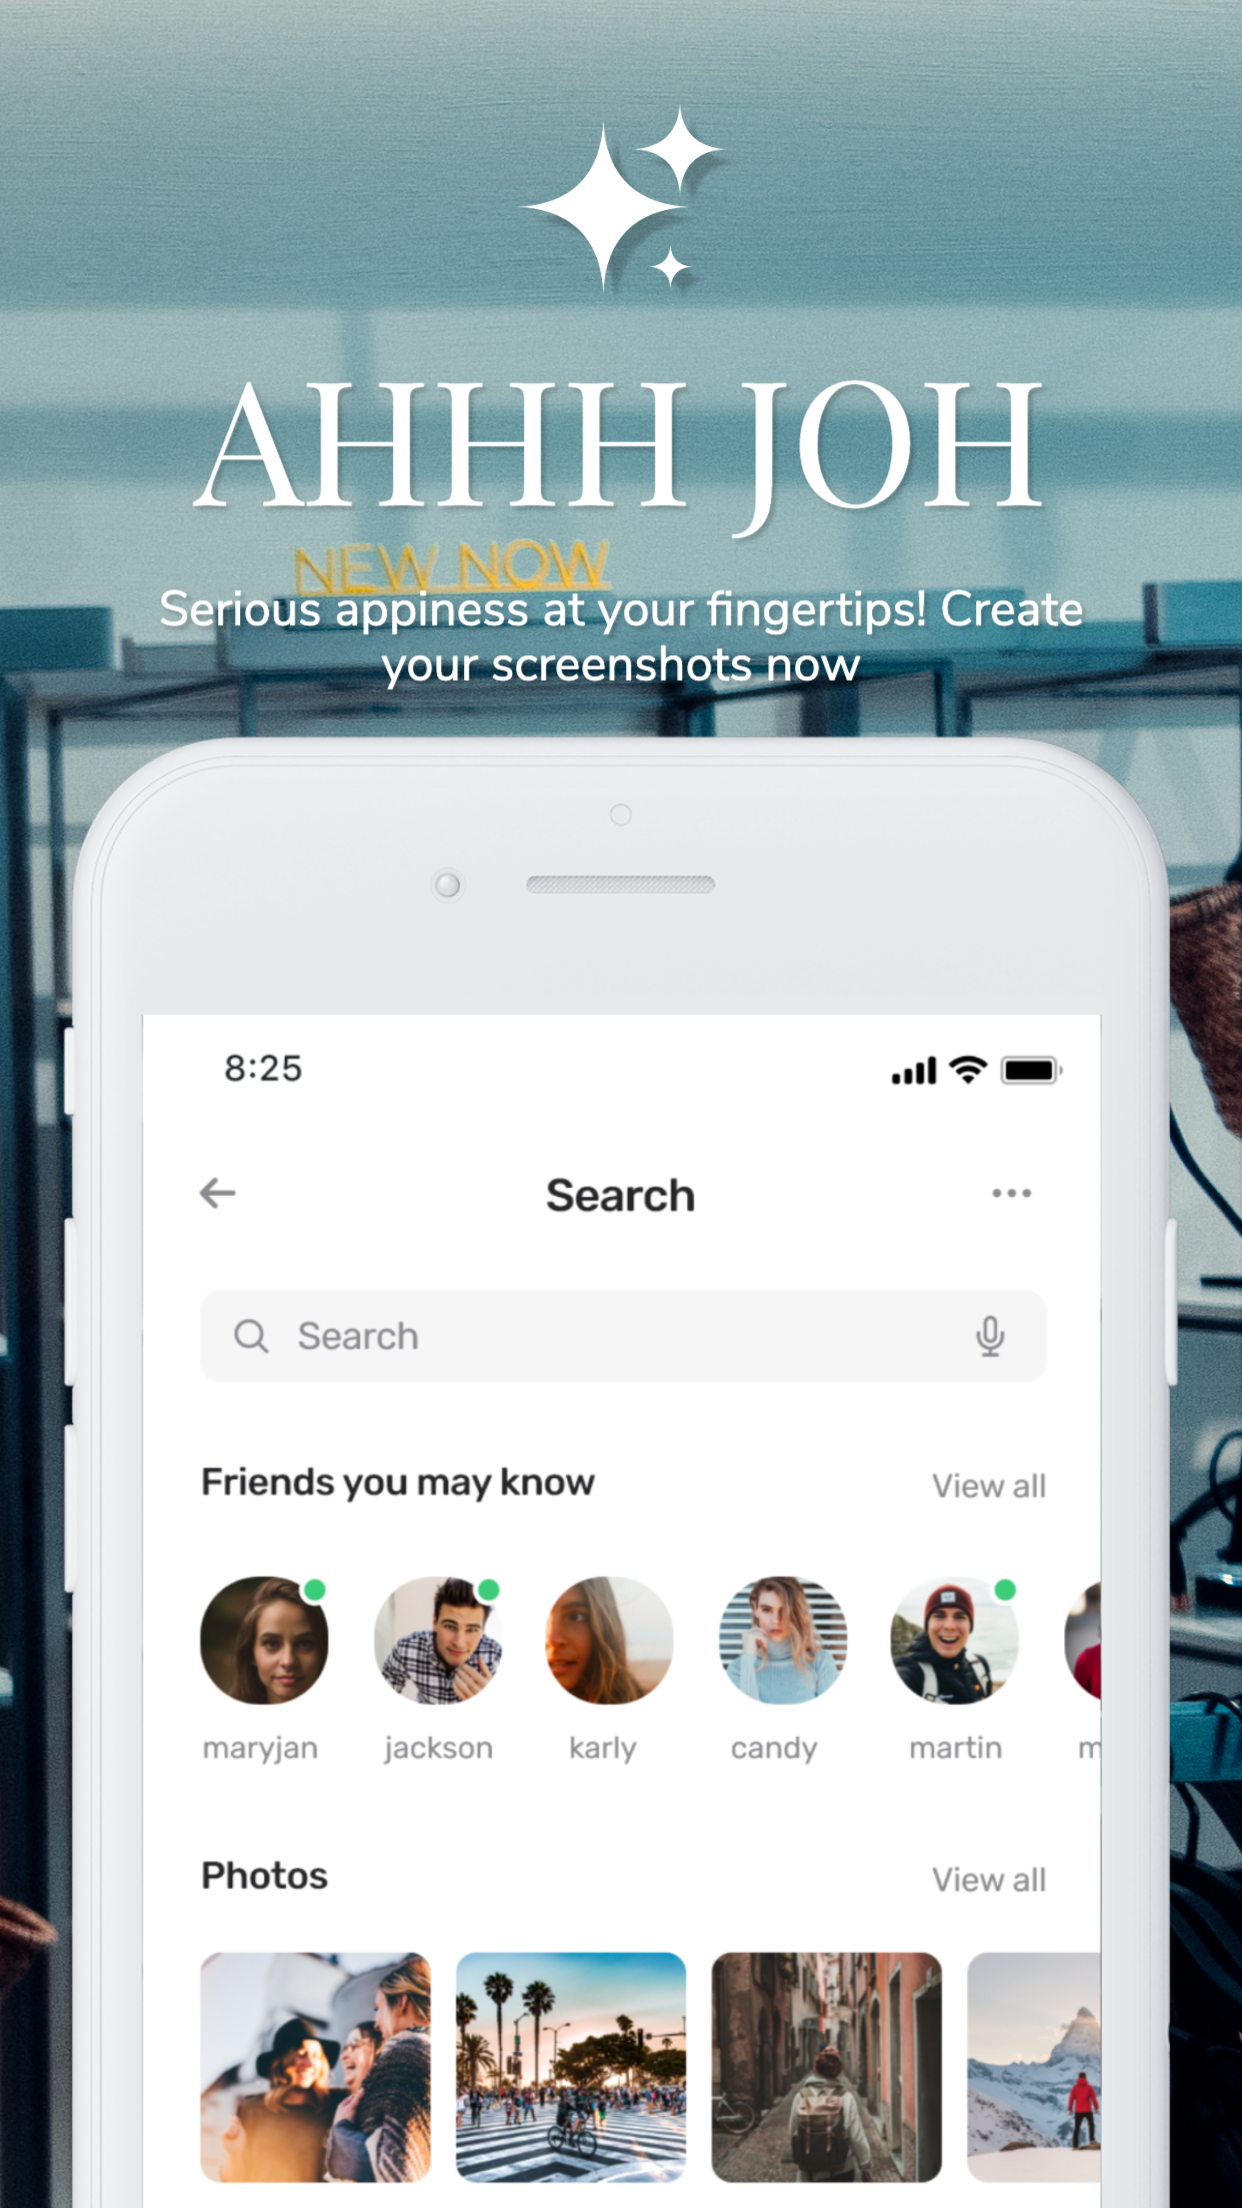 AHHH JOH
NEW NOW
Serious appiness at your fingertips! Create
your screenshots now
8:25
Search
Search
Friends you may know
View all
maryjan
jackson
karly
candy
martin
m
Photos
View all